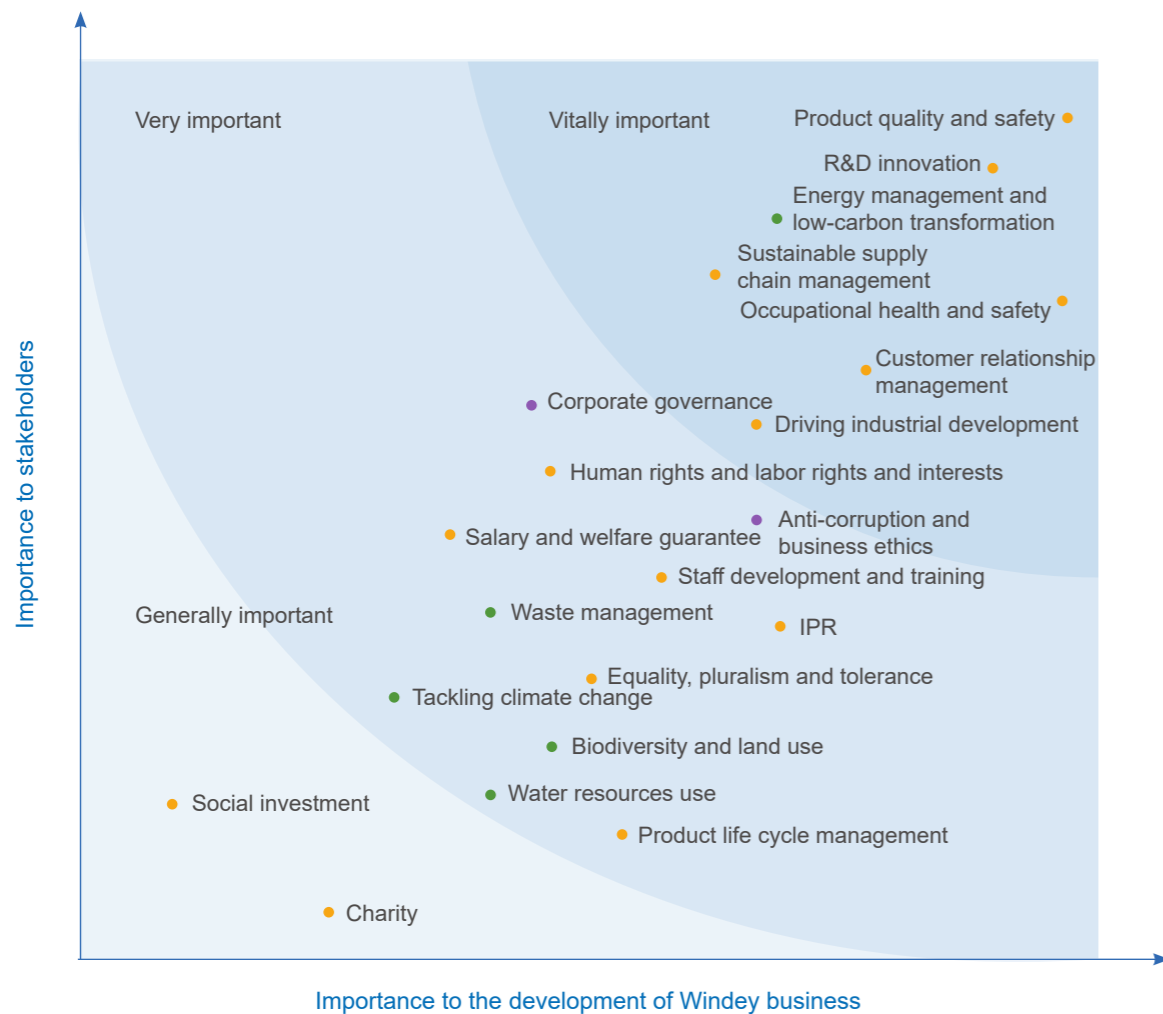 Very important
Vitally important
Product quality and safety
R&D innovation
Energy management and
low-carbon transformation
Sustainable supply
chain management
Occupational health and safety
Customer relationship
management
Corporate governance
Driving industrial development
Human rights and labor rights and interests
Anti-corruption and
business ethics
Salary and welfare guarantee
Staff development and training
Generally important
Waste management
IPR
Equality, pluralism and tolerance
Tackling climate change
Biodiversity and land use
Water resources use
Social investment
Product life cycle management
Charity
Importance to stakeholders
Importance to the development of Windey business